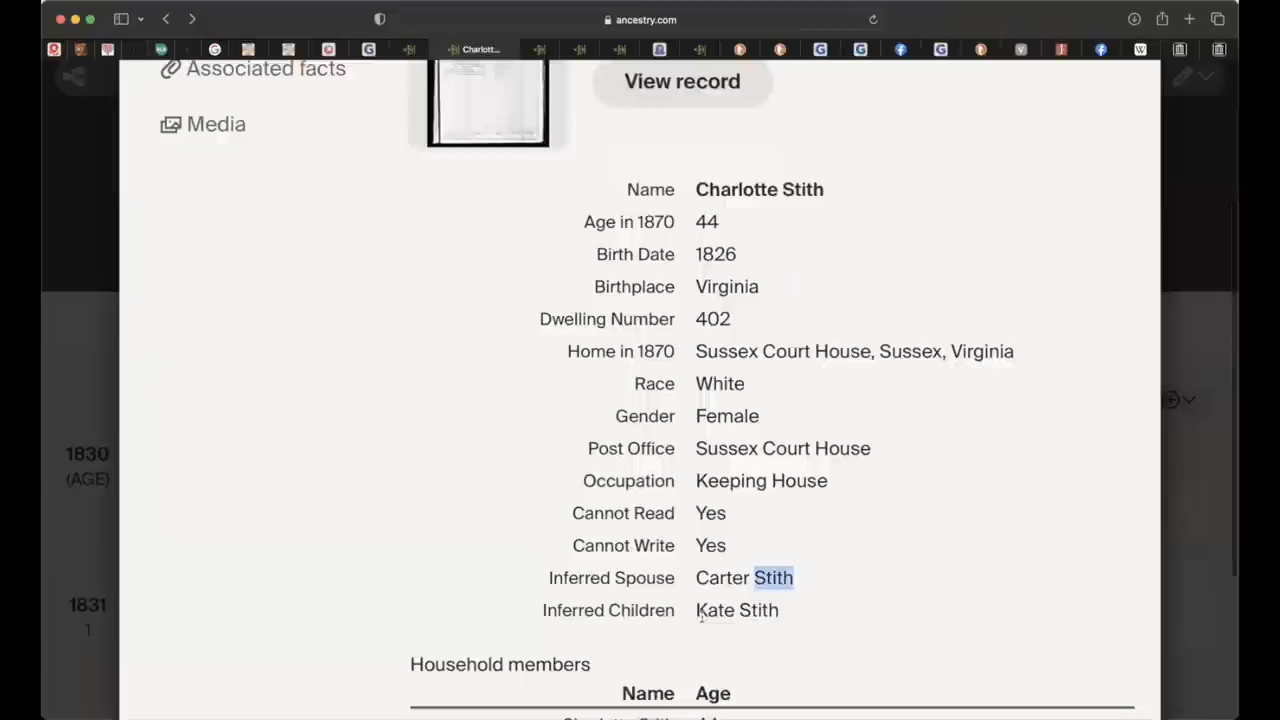 ancestry.com
Charlott...
Associated facts
View record
Media
Name Charlotte Stith
Age in 1870 44
Birth Date 1826
Birthplace Virginia
Dwelling Number 402
Home in 1870 Sussex Court House, Sussex, Virginia
Race White
Gender Female
Post Office Sussex Court House
Occupation Keeping House
Cannot Read Yes
Cannot Write Yes
Inferred Spouse Carter Stith
Inferred Children Kate Stith
1830
(AGE)
1831
1
Household members
Name Age